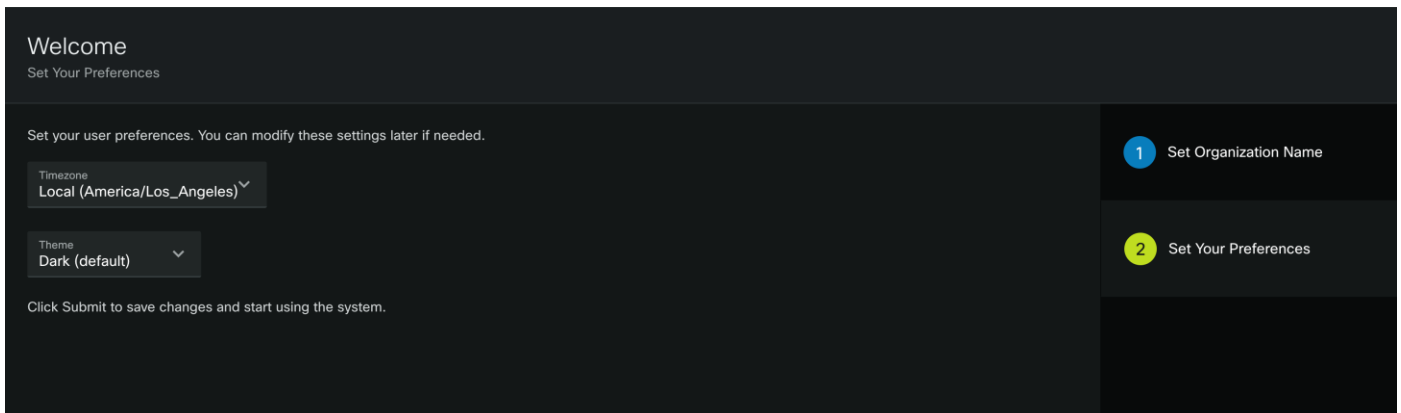 Welcome
Set Your Preferences
Set your user preferences. You can modify these settings later if needed.
Timezone
Local (America/Los_Angeles)
Theme
Dark (default)
Click Submit to save changes and start using the system.
1 Set Organization Name
2 Set Your Preferences